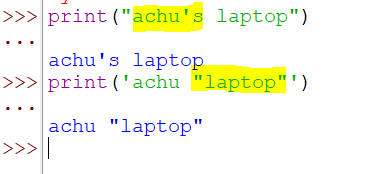 >>> print("achu's laptop")
...
achu's laptop
>>> print('achu "laptop"')
...
achu "laptop"
>>>